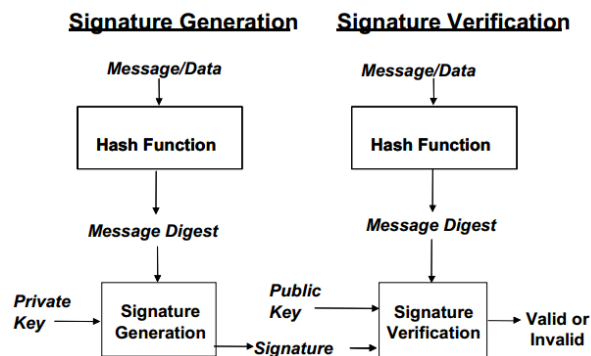 Signature Generation
Message/Data
Hash Function
Message Digest
Private
Key
Signature
Generation
Signature
Signature Verification
Message/Data
Hash Function
Message Digest
Public
Key
Signature
Verification
Valid or
Invalid